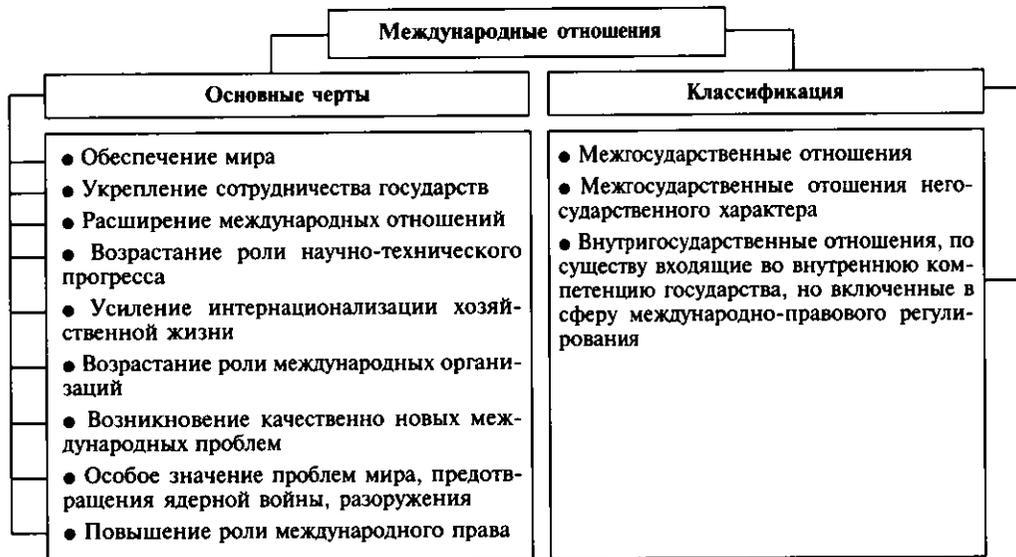 Международные отношения
Основные черты
● Обеспечение мира
● Укрепление сотрудничества государств
● Расширение международных отношений
● Возрастание роли научно-технического
прогресса
● Усиление интернационализации хозяй-
ственной жизни
● Возрастание роли международных органи-
заций
● Возникновение качественно новых меж-
дународных проблем
● Особое значение проблем мира, предотв-
ращения ядерной войны, разоружения
● Повышение роли международного права
Классификация
● Межгосударственные отношения
● Межгосударственные отошения него-
сударственного характера
● Внутригосударственные отношения, по
существу входящие во внутреннюю ком-
петенцию государства, но включенные в
сферу международно-правового регули-
рования